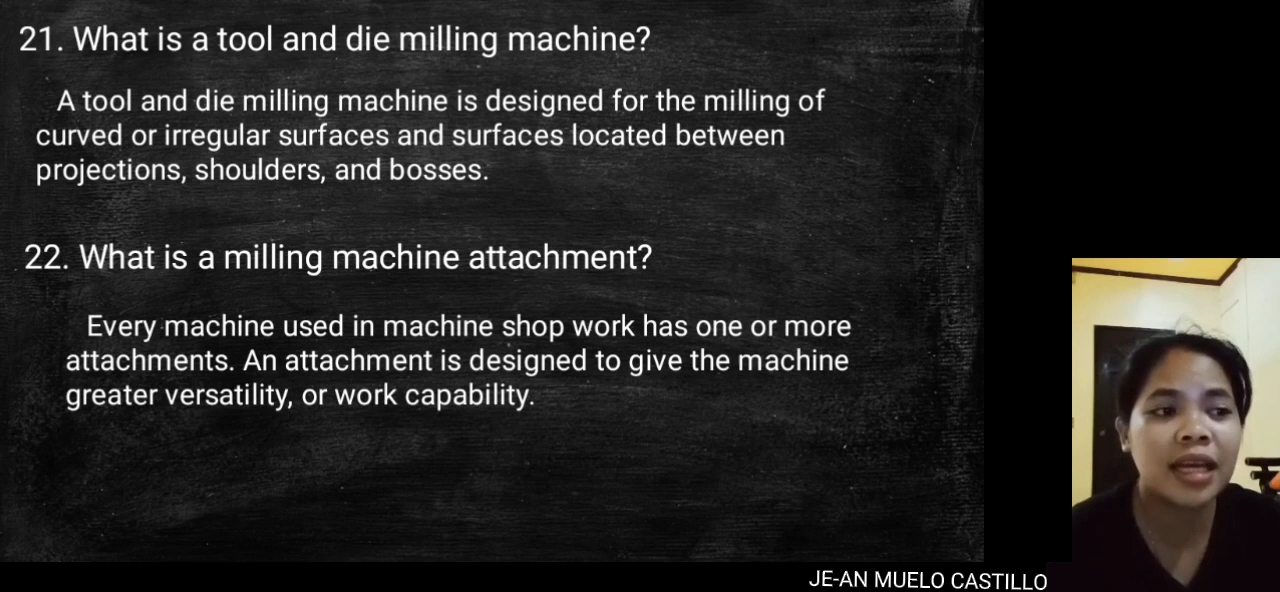 21. What is a tool and die milling machine?
A tool and die milling machine is designed for the milling of
curved or irregular surfaces and surfaces located between
projections, shoulders, and bosses.
22. What is a milling machine attachment?
Every machine used in machine shop work has one or more
attachments. An attachment is designed to give the machine
greater versatility, or work capability.
JE-AN MUELO CASTILLO